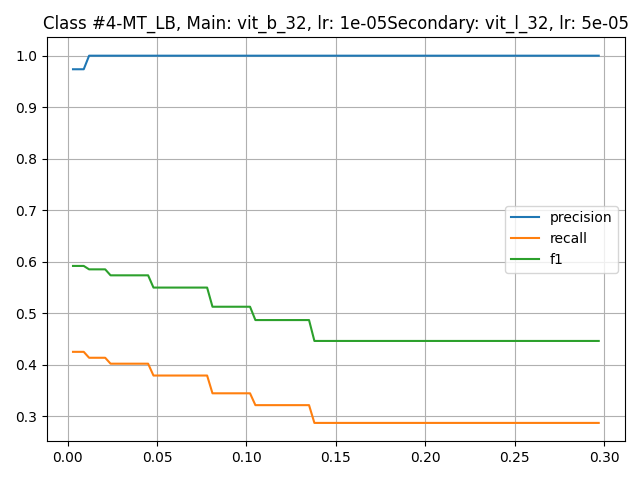 Class #4-MT_LB, Main: vit_b_32, lr: 1e-05Secondary: vit_l_32, lr: 5e-05
1.0
0.9
0.8
0.7
0.6
0.5
0.4
0.3
precision
recall
f1
0.00 0.05 0.10 0.15 0.20 0.25 0.30